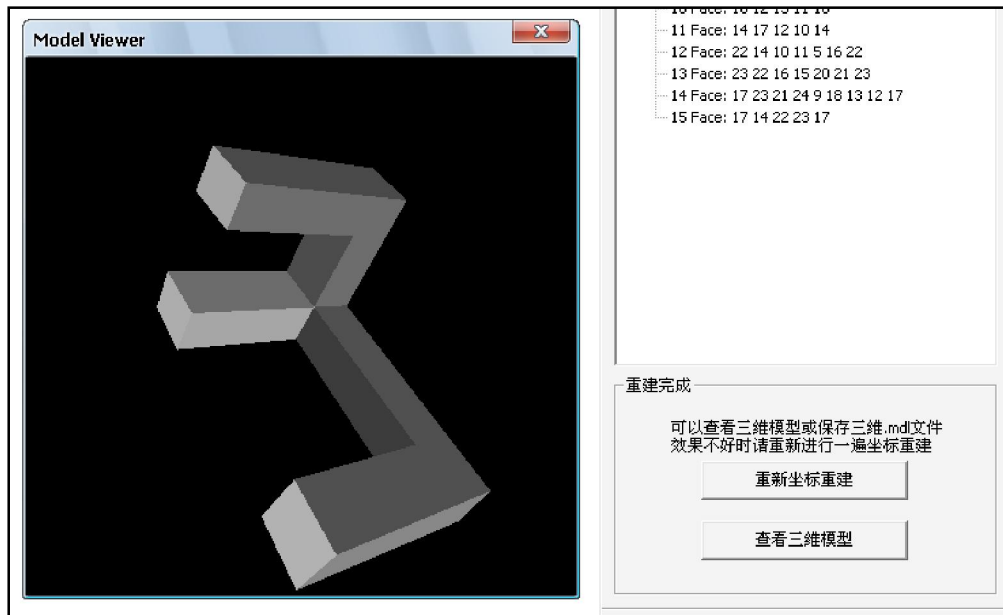 Model Viewer
11 Face: 14 17 12 10 14
12 Face: 22 14 10 11 5 16 22
13 Face: 23 22 16 15 20 21 23
14 Face: 17 23 21 24 9 18 13 12 17
15 Face: 17 14 22 23 17
重建完成
可以查看三维模型或保存三维.mdl文件
效果不好时请重新进行一遍坐标重建
重新坐标重建
查看三维模型